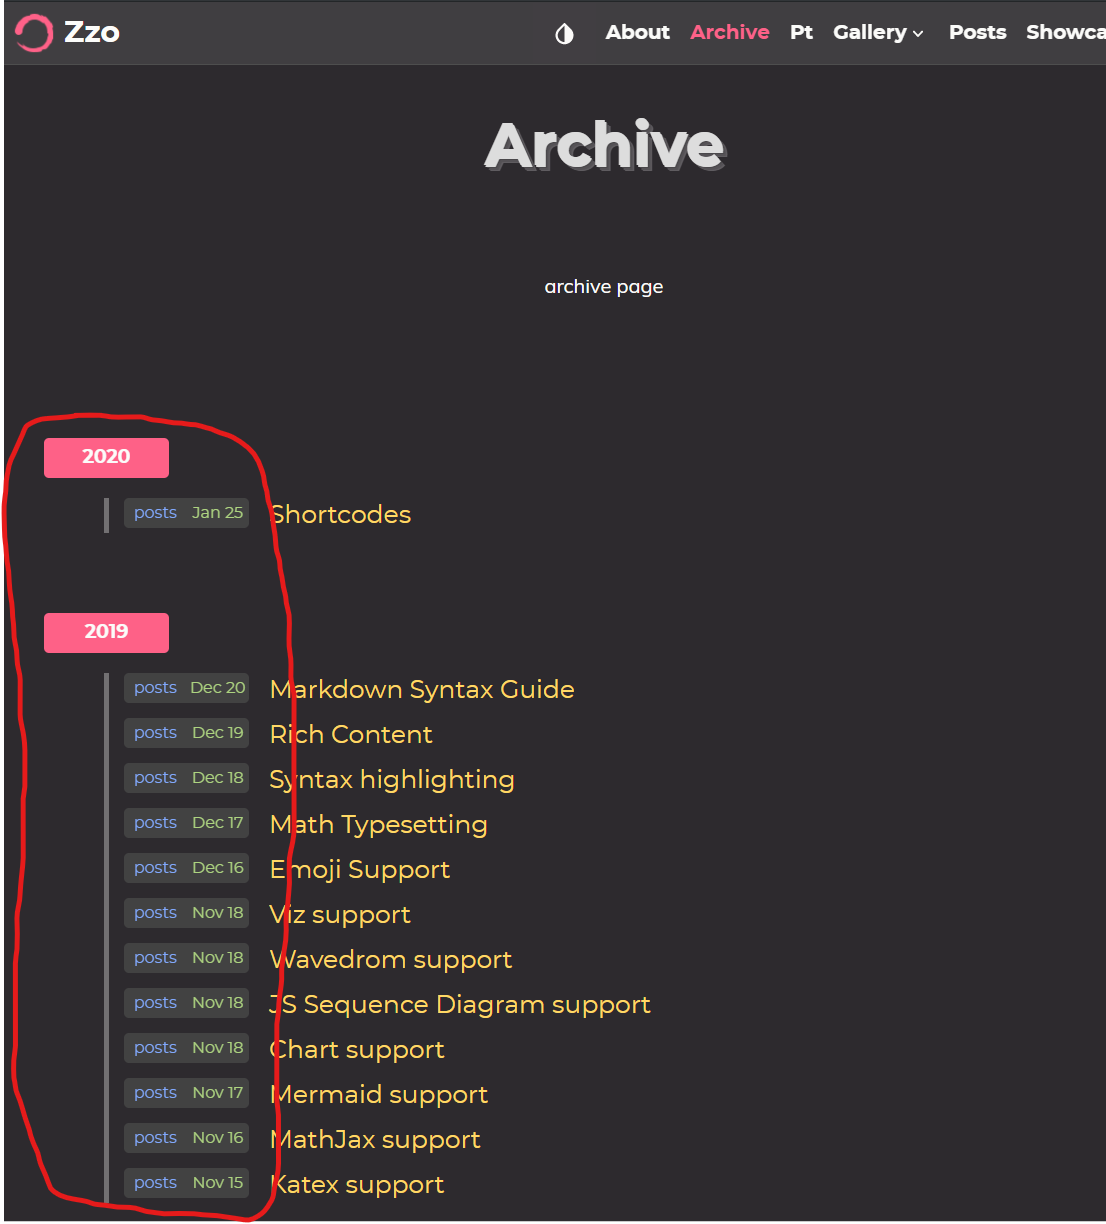 Zzo About Archive Pt Gallery Posts Showca
Archive
archive page
2020
posts Jan 25 Shortcodes
2019
posts Dec 20 Markdown Syntax Guide
posts Dec 19 Rich Content
posts Dec 18 Syntax highlighting
posts Dec 17 Math Typesetting
posts Dec 16 Emoji Support
posts Nov 18 Viz support
posts Nov 18 Wavedrom support
posts Nov 18 JS Sequence Diagram support
posts Nov 18 Chart support
posts Nov 17 Mermaid support
posts Nov 16 MathJax support
posts Nov 15 Katex support